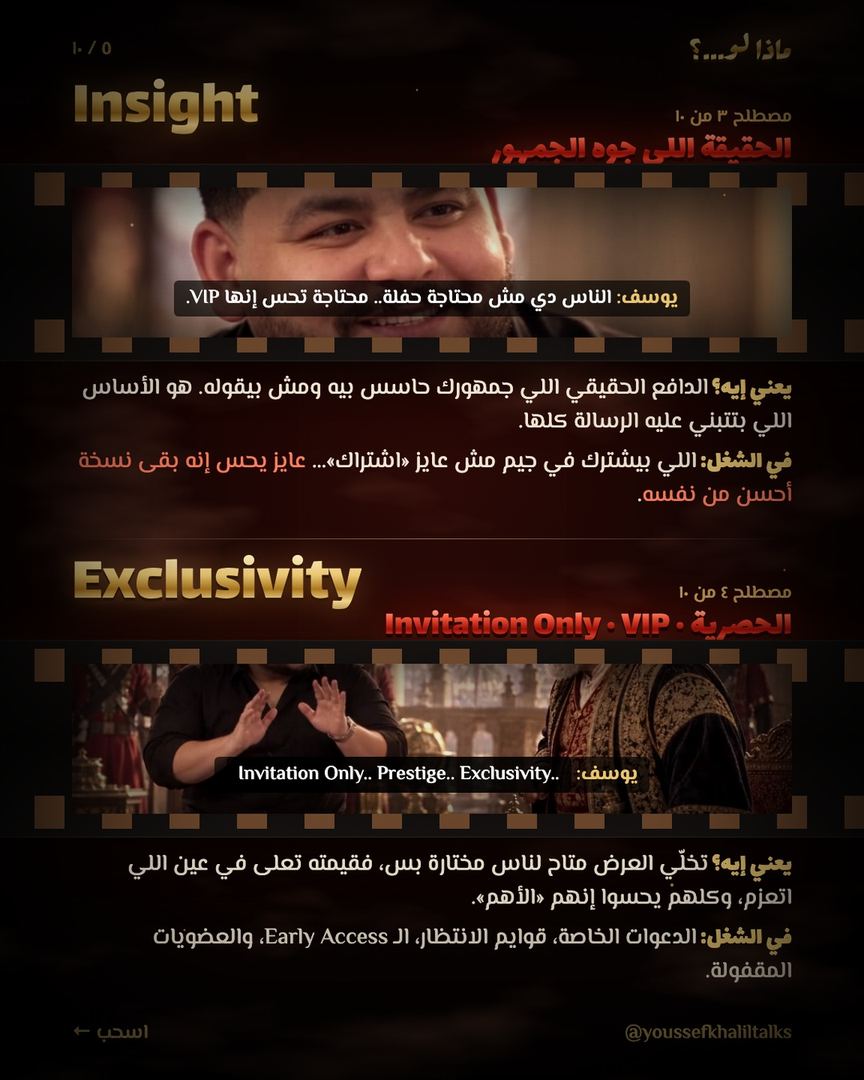 ماذا لو...؟
٥ / ١٠
مصطلح ٣ من ١٠
Insight
الحقيقة اللي جوه الجمهور
يوسف: الناس دي مش محتاجة حفلة.. محتاجة تحس إنها VIP.
يعني إيه؟ الدافع الحقيقي اللي جمهورك حاسس بيه ومش بيقوله. هو الأساس
اللي بتتبني عليه الرسالة كلها.
في الشغل: اللي بيشترك في جيم مش عايز «اشتراك»... عايز يحس إنه بقى نسخة
أحسن من نفسه.
مصطلح ٤ من ١٠
Exclusivity
الحصرية · Invitation Only · VIP
يوسف: Invitation Only.. Prestige.. Exclusivity..
يعني إيه؟ تخلّي العرض متاح لناس مختارة بس، فقيمته تعلى في عين اللي
اتعزم، وكلهم يحسوا إنهم «الأهم».
في الشغل: الدعوات الخاصة، قوايم الانتظار، الـ Early Access، والعضويات
المقفولة.
@youssefkhaliltalks
اسحب ←